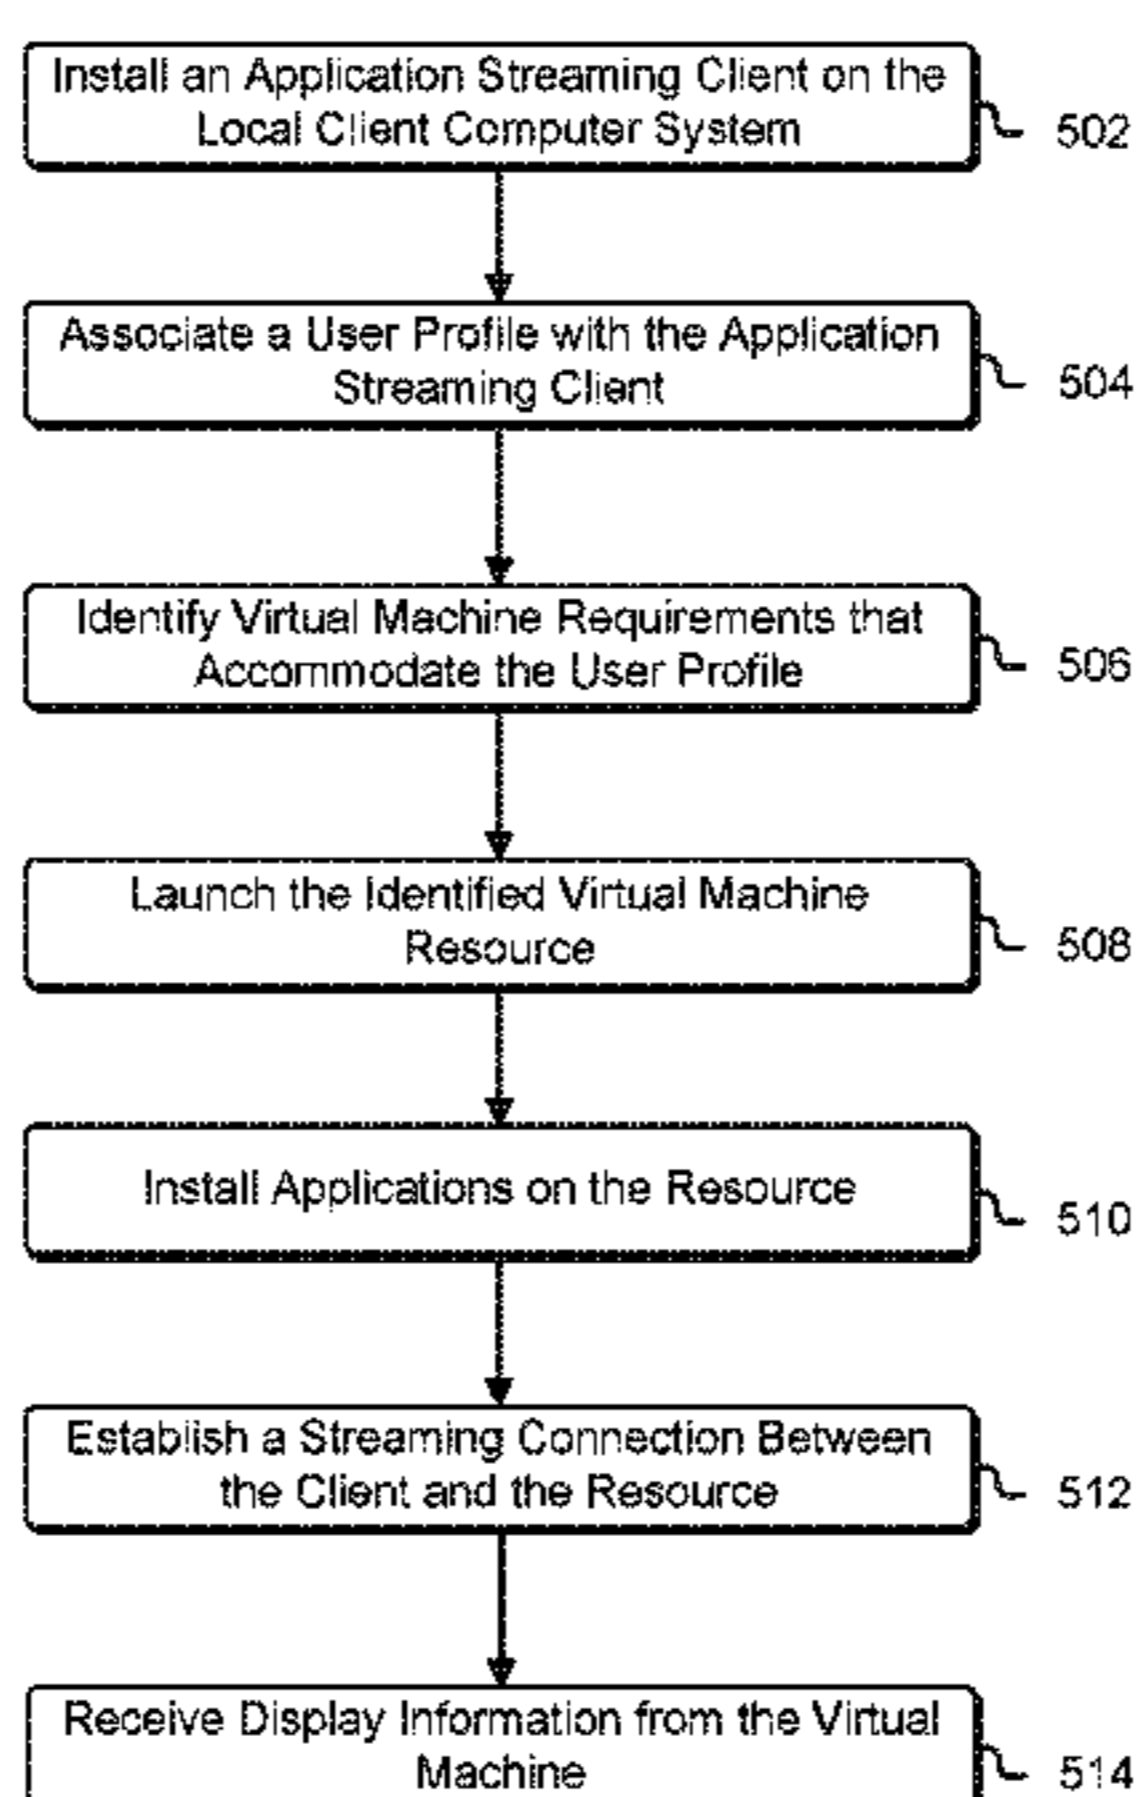 Install an Application Streaming Client on the
Local Client Computer System
502
Associate a User Profile with the Application
Streaming Client
504
Identify Virtual Machine Requirements that
Accommodate the User Profile
506
Launch the Identified Virtual Machine
Resource
508
Install Applications on the Resource
510
Establish a Streaming Connection Between
the Client and the Resource
512
Receive Display Information from the Virtual
Machine
514